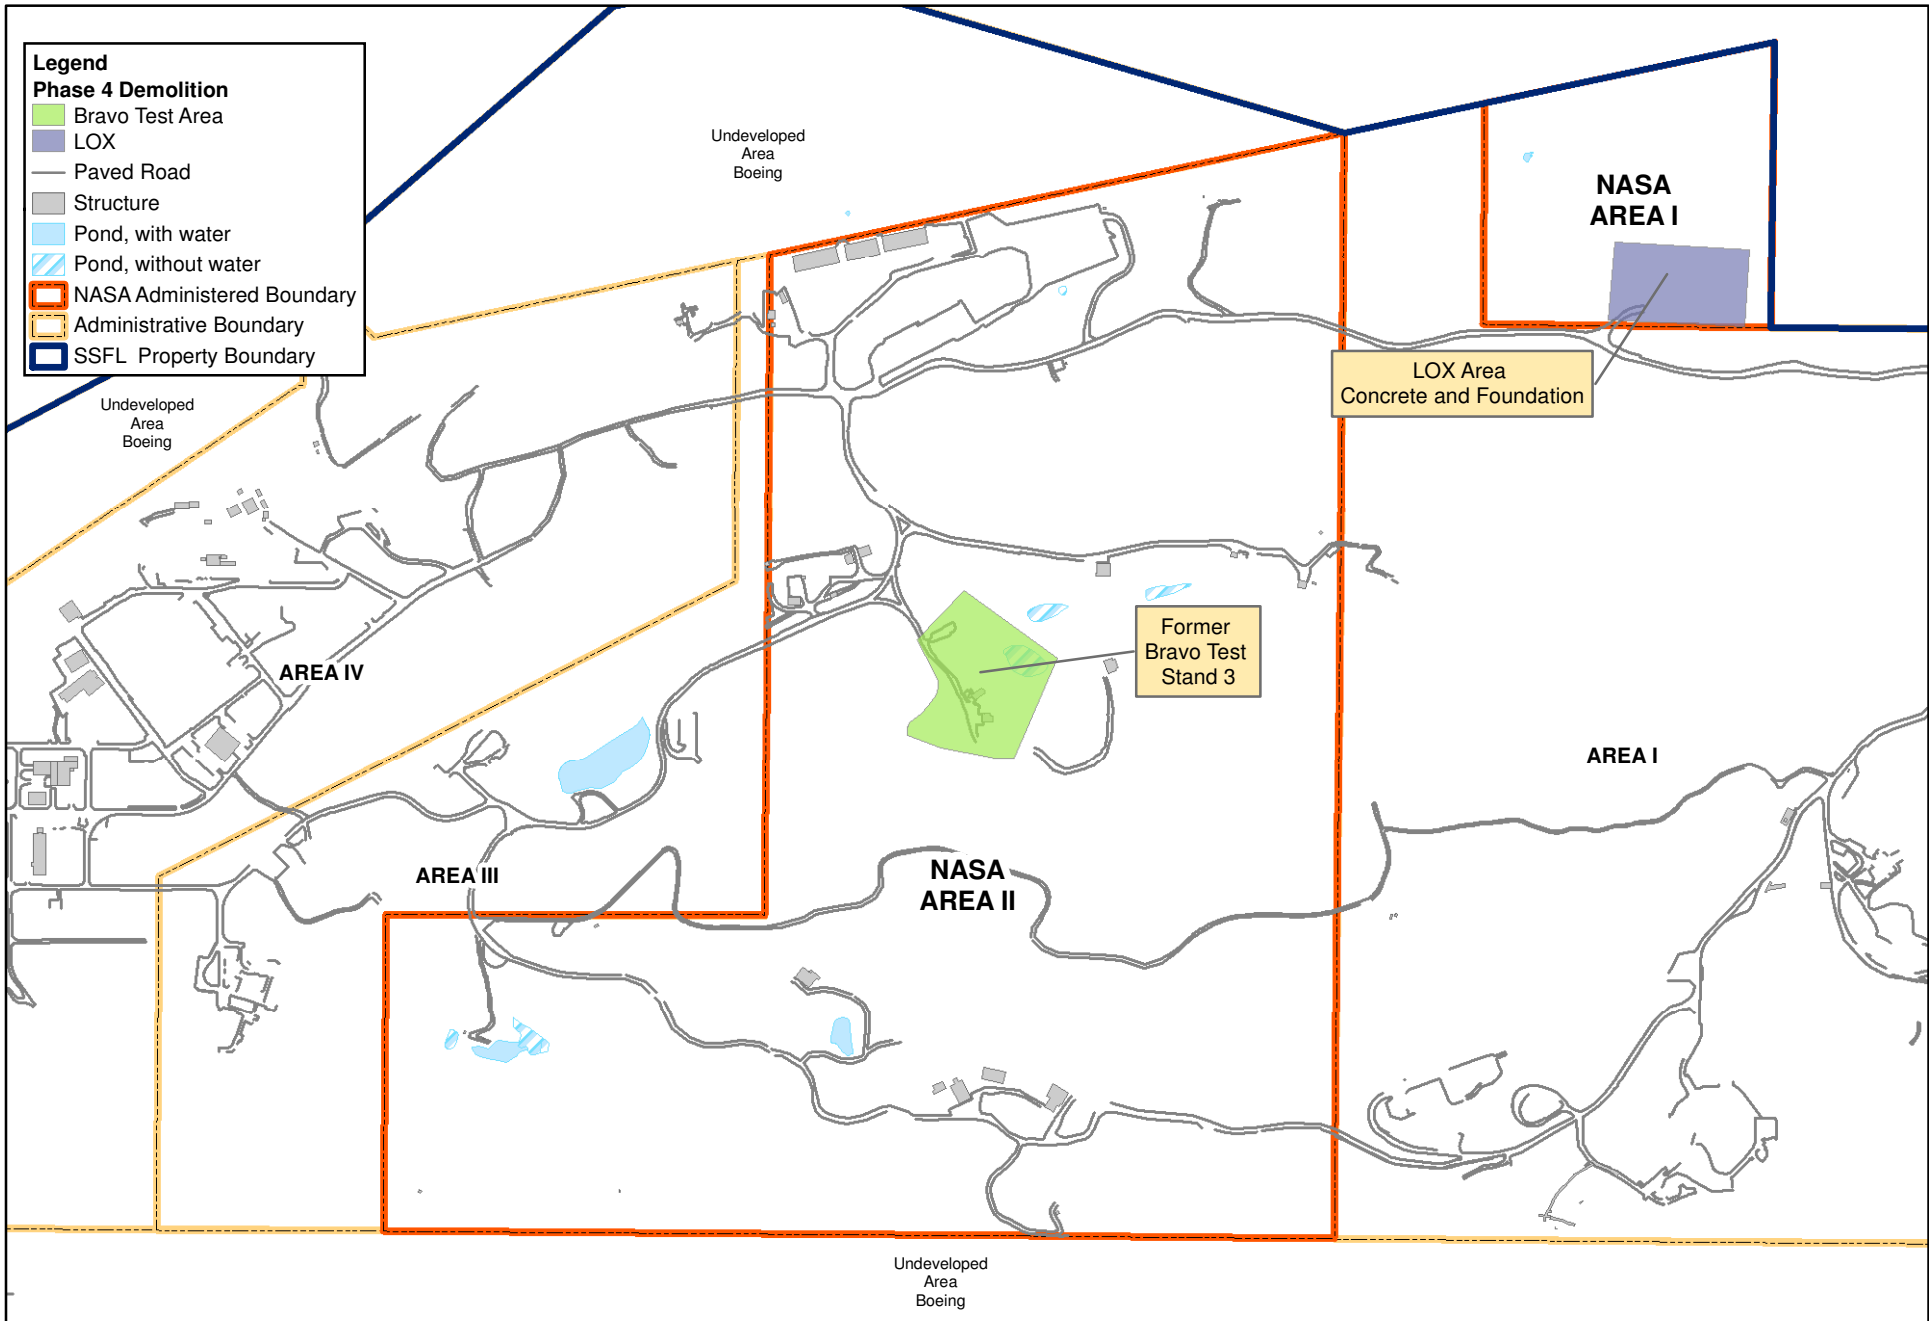 Legend
Phase 4 Demolition
Bravo Test Area
LOX
Paved Road
Structure
Pond, with water
Pond, without water
NASA Administered Boundary
Administrative Boundary
SSFL Property Boundary
Undeveloped
Area
Boeing
NASA
AREA I
LOX Area
Concrete and Foundation
Undeveloped
Area
Boeing
Former
Bravo Test
Stand 3
AREA IV
AREA I
AREA III
NASA
AREA II
Undeveloped
Area
Boeing